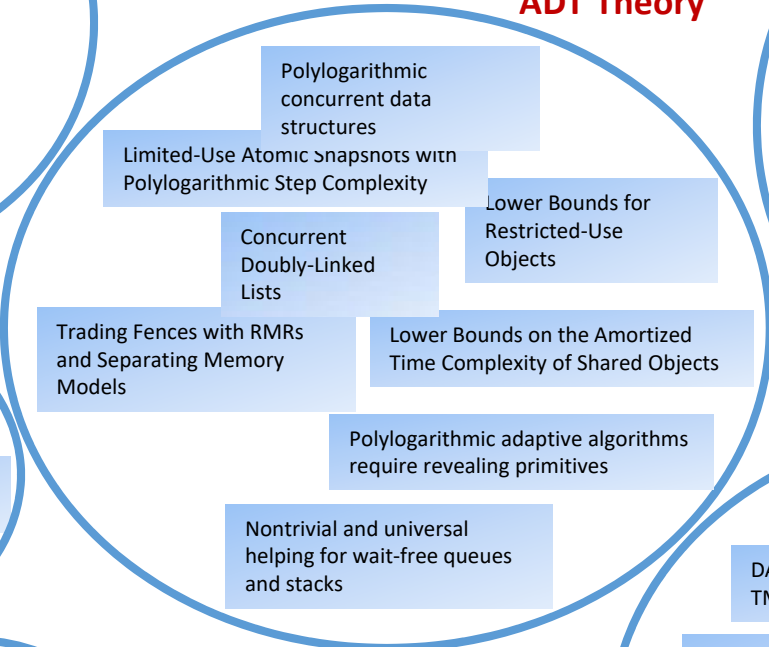 ADT Theory
Polylogarithmic
concurrent data
structures
Limited-Use Atomic Snapshots with
Polylogarithmic Step Complexity
Lower Bounds for
Restricted-Use
Objects
Concurrent
Doubly-Linked
Lists
Trading Fences with RMRs
and Separating Memory
Models
Lower Bounds on the Amortized
Time Complexity of Shared Objects
Polylogarithmic adaptive algorithms
require revealing primitives
Nontrivial and universal
helping for wait-free queues
and stacks